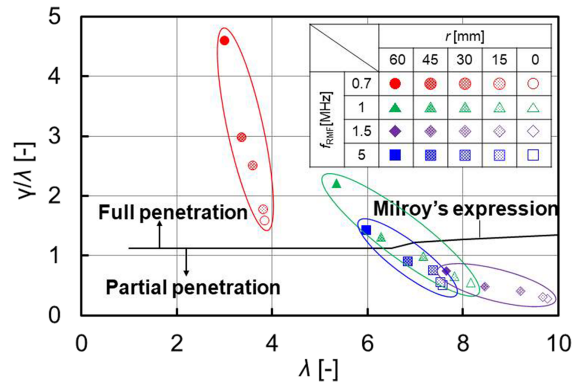 5
4
3
2
1
0
γ/λ [-]
0 2 4 6 8 10
λ [-]
r [mm]
60 45 30 15 0
fRMF [MHz]
0.7
1
1.5
5
Full penetration
Milroy's expression
Partial penetration